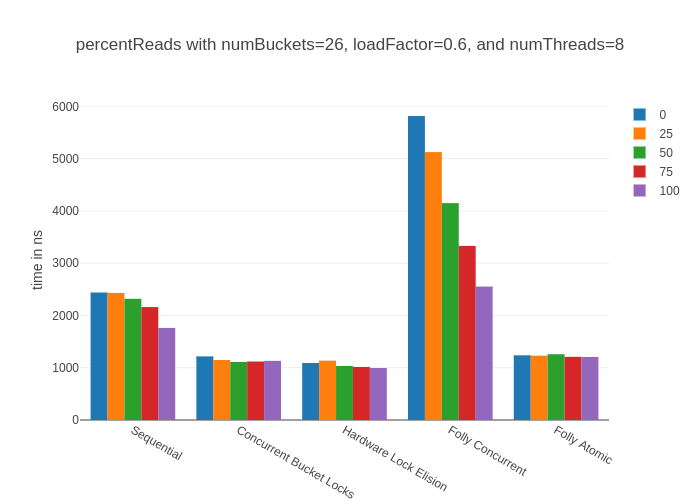 percentReads with numBuckets=26, loadFactor=0.6, and numThreads=8
6000
5000
4000
3000
2000
1000
0
time in ns
Sequential
Concurrent Bucket Locks
Hardware Lock Elision
Folly Concurrent
Folly Atomic
0
25
50
75
100